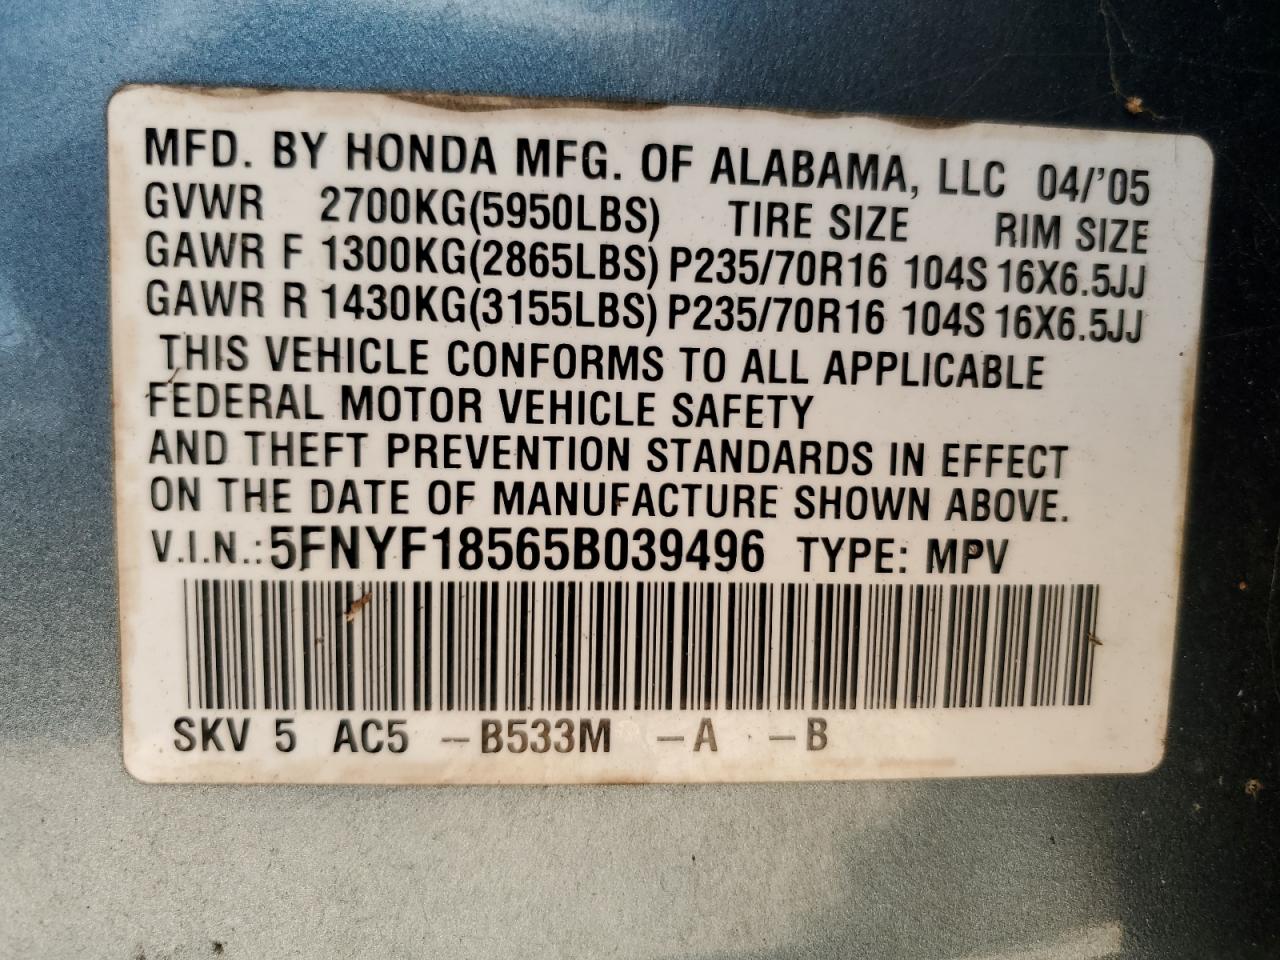 MFD. BY HONDA MFG. OF ALABAMA, LLC 04/'05
GVWR 2700KG(5950LBS) TIRE SIZE RIM SIZE
GAWR F 1300KG(2865LBS) P235/70R16 104S 16X6.5JJ
GAWR R 1430KG(3155LBS) P235/70R16 104S 16X6.5JJ
THIS VEHICLE CONFORMS TO ALL APPLICABLE
FEDERAL MOTOR VEHICLE SAFETY
AND THEFT PREVENTION STANDARDS IN EFFECT
ON THE DATE OF MANUFACTURE SHOWN ABOVE.
V.I.N.: 5FNYF18565B039496 TYPE: MPV
SKV 5 AC5 –B533M –A –B